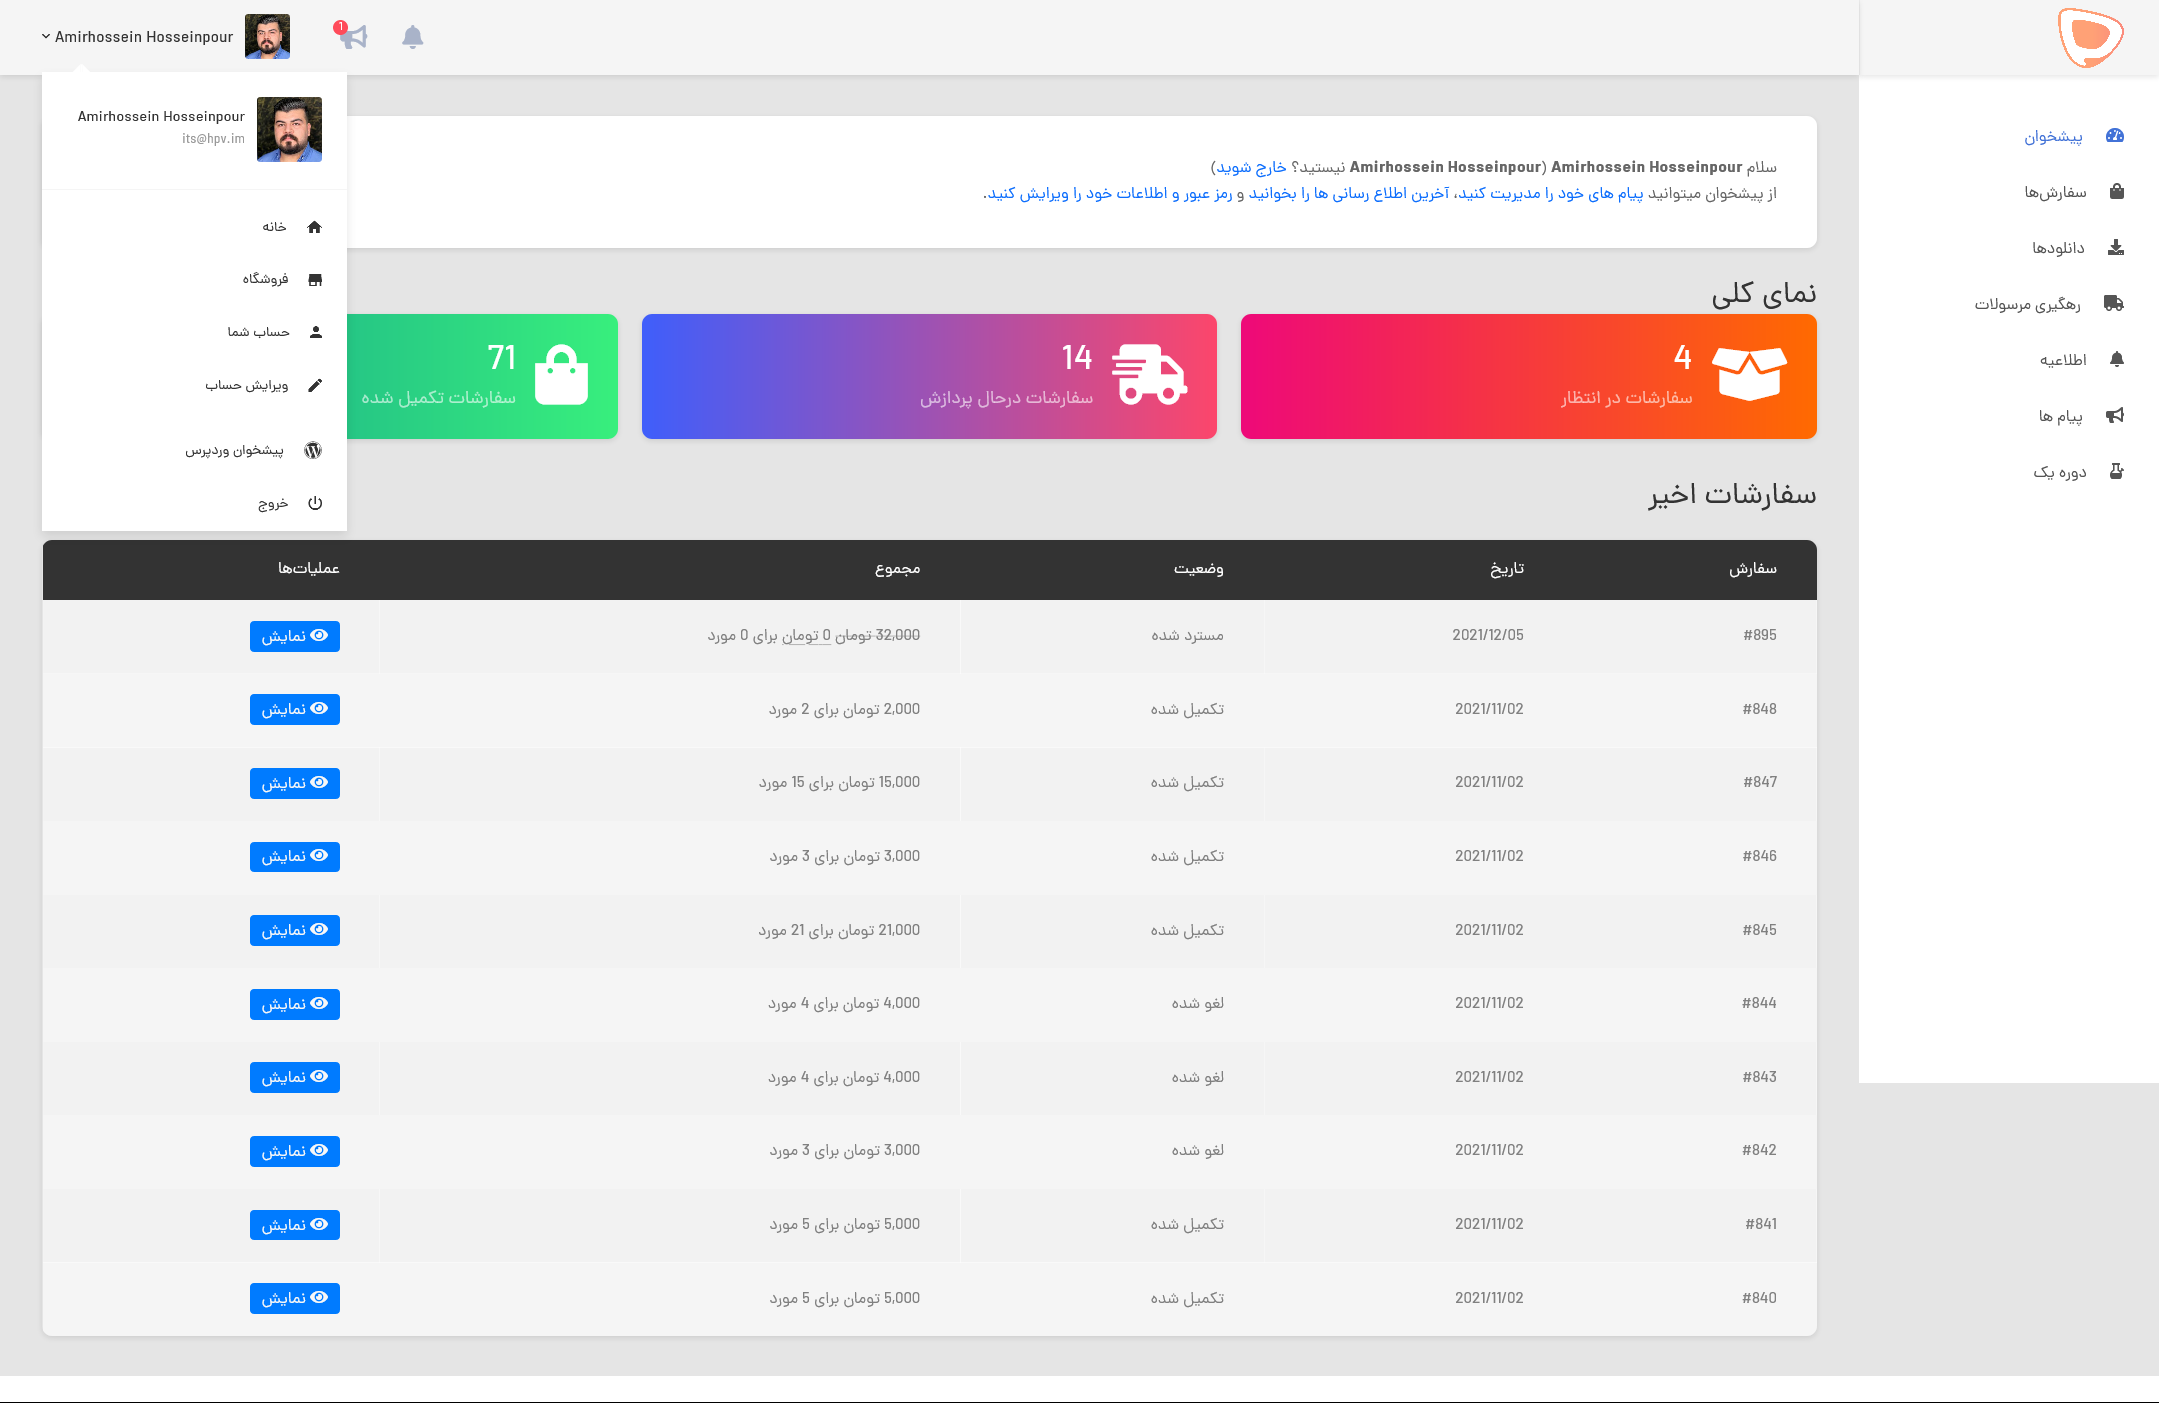 Amirhossein Hosseinpour
1
Amirhossein Hosseinpour
its@hpv.im
خانه
فروشگاه
حساب شما
ویرایش حساب
پیشخوان وردپرس
خروج
پیشخوان
سفارش‌ها
دانلودها
رهگیری مرسولات
اطلاعیه
پیام ها
دوره یک
سلام Amirhossein Hosseinpour (Amirhossein Hosseinpour نیستید؟ خارج شوید)
از پیشخوان میتوانید پیام های خود را مدیریت کنید، آخرین اطلاع رسانی ها را بخوانید و رمز عبور و اطلاعات خود را ویرایش کنید.
نمای کلی
4
سفارشات در انتظار
14
سفارشات درحال پردازش
71
سفارشات تکمیل شده
سفارشات اخیر
سفارش تاریخ وضعیت مجموع عملیات‌ها
#895 2021/12/05 مسترد شده 32,000 تومان 0 تومان برای 0 مورد نمایش
#848 2021/11/02 تکمیل شده 2,000 تومان برای 2 مورد نمایش
#847 2021/11/02 تکمیل شده 15,000 تومان برای 15 مورد نمایش
#846 2021/11/02 تکمیل شده 3,000 تومان برای 3 مورد نمایش
#845 2021/11/02 تکمیل شده 21,000 تومان برای 21 مورد نمایش
#844 2021/11/02 لغو شده 4,000 تومان برای 4 مورد نمایش
#843 2021/11/02 لغو شده 4,000 تومان برای 4 مورد نمایش
#842 2021/11/02 لغو شده 3,000 تومان برای 3 مورد نمایش
#841 2021/11/02 تکمیل شده 5,000 تومان برای 5 مورد نمایش
#840 2021/11/02 تکمیل شده 5,000 تومان برای 5 مورد نمایش